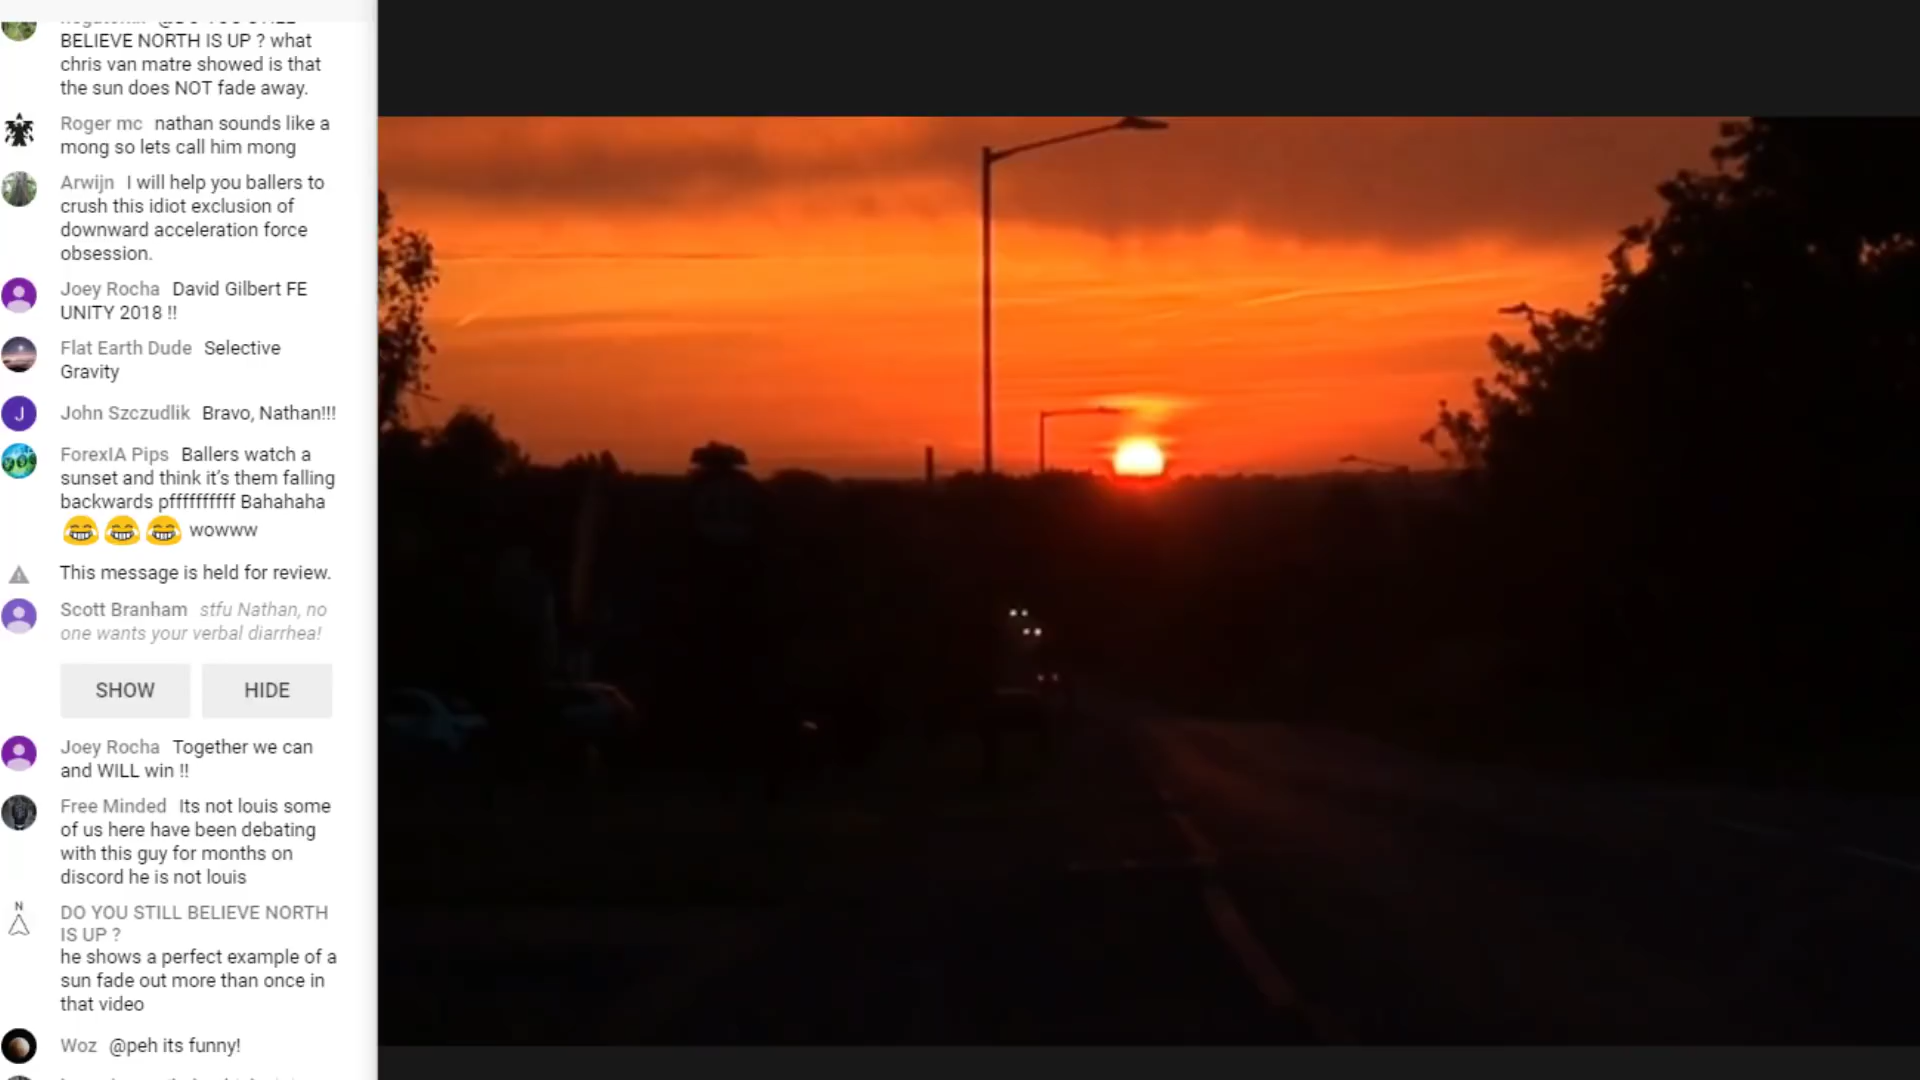 BELIEVE NORTH IS UP ? what
chris van matre showed is that
the sun does NOT fade away.
Roger mc nathan sounds like a
mong so lets call him mong
Arwijn I will help you ballers to
crush this idiot exclusion of
downward acceleration force
obsession.
Joey Rocha David Gilbert FE
UNITY 2018 !!
Flat Earth Dude Selective
Gravity
J
John Szczudlik Bravo, Nathan!!!
ForexIA Pips Ballers watch a
sunset and think it’s them falling
backwards pffffffffff Bahahaha
wowww
This message is held for review.
Scott Branham stfu Nathan, no
one wants your verbal diarrhea!
SHOW HIDE
Joey Rocha Together we can
and WILL win !!
Free Minded Its not louis some
of us here have been debating
with this guy for months on
discord he is not louis
N
DO YOU STILL BELIEVE NORTH
IS UP ?
he shows a perfect example of a
sun fade out more than once in
that video
Woz @peh its funny!